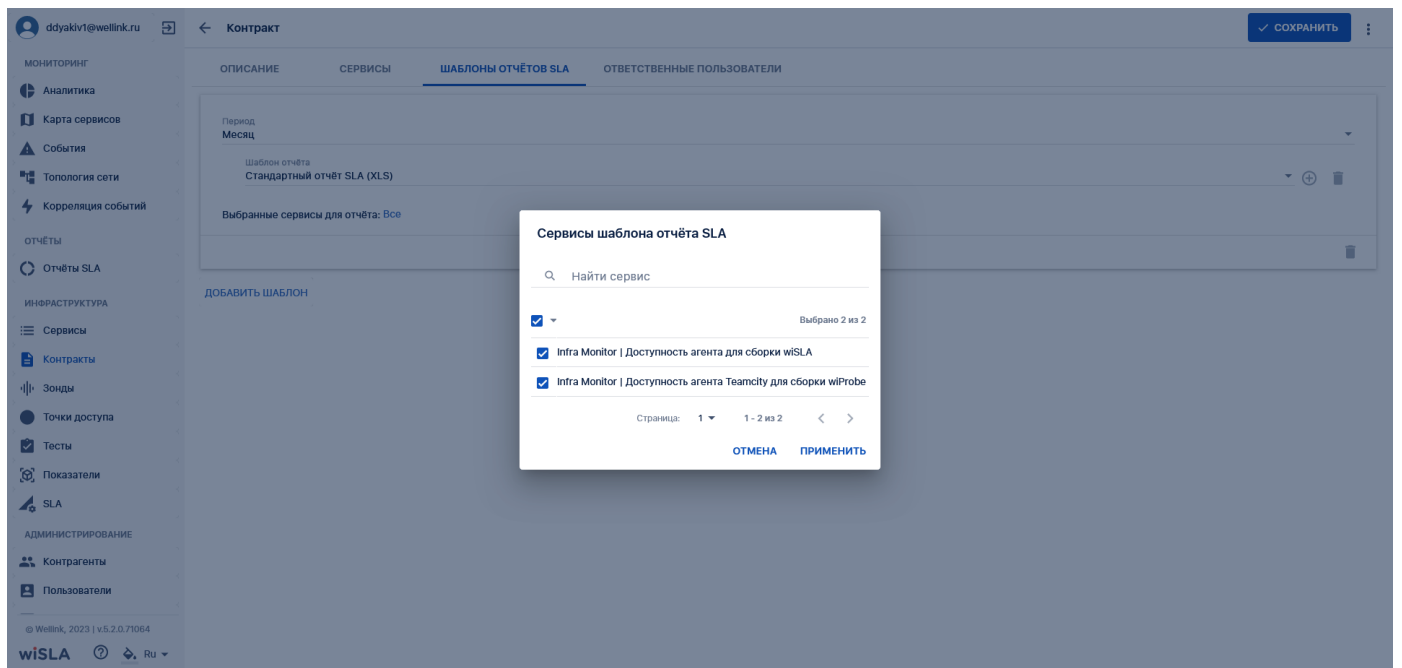 ddyakiv1@wellink.ru
Контракт
СОХРАНИТЬ
МОНИТОРИНГ
Аналитика
Карта сервисов
События
Топология сети
Корреляция событий
ОТЧЁТЫ
Отчёты SLA
ИНФРАСТРУКТУРА
Сервисы
Контракты
Зонды
Точки доступа
Тесты
Показатели
SLA
АДМИНИСТРИРОВАНИЕ
Контрагенты
Пользователи
© Wellink, 2023 | v.5.2.0.71064
wiSLA Ru
ОПИСАНИЕ СЕРВИСЫ ШАБЛОНЫ ОТЧЁТОВ SLA ОТВЕТСТВЕННЫЕ ПОЛЬЗОВАТЕЛИ
Период
Месяц
Шаблон отчёта
Стандартный отчёт SLA (XLS)
Выбранные сервисы для отчёта: Все
ДОБАВИТЬ ШАБЛОН
Сервисы шаблона отчёта SLA
Найти сервис
Выбрано 2 из 2
Infra Monitor | Доступность агента для сборки wiSLA
Infra Monitor | Доступность агента Teamcity для сборки wiProbe
Страница: 1 1 - 2 из 2
ОТМЕНА ПРИМЕНИТЬ